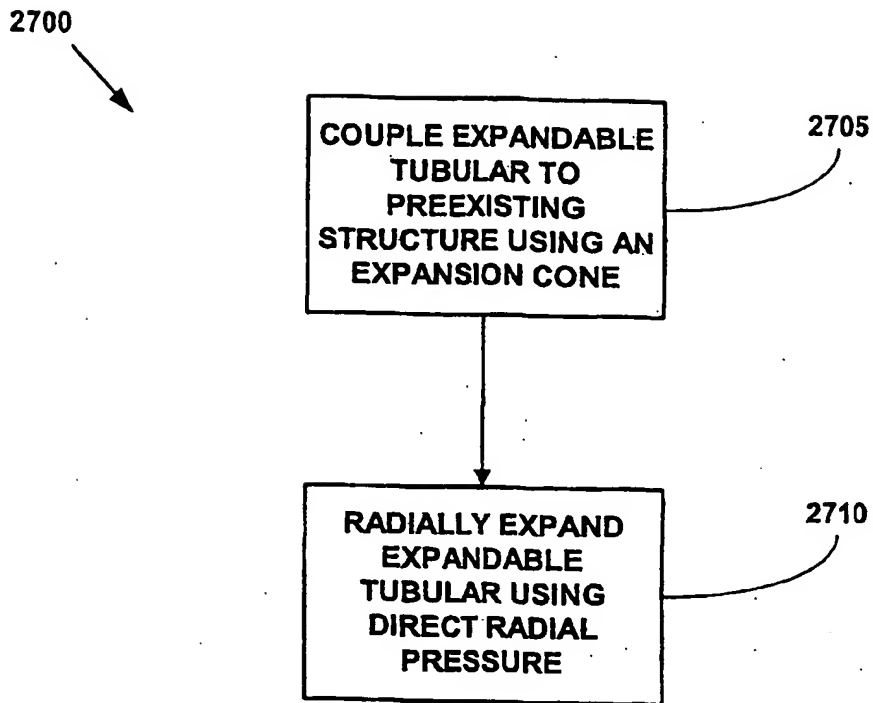 2700
COUPLE EXPANDABLE
TUBULAR TO
PREEXISTING
STRUCTURE USING AN
EXPANSION CONE
2705
RADIALLY EXPAND
EXPANDABLE
TUBULAR USING
DIRECT RADIAL
PRESSURE
2710